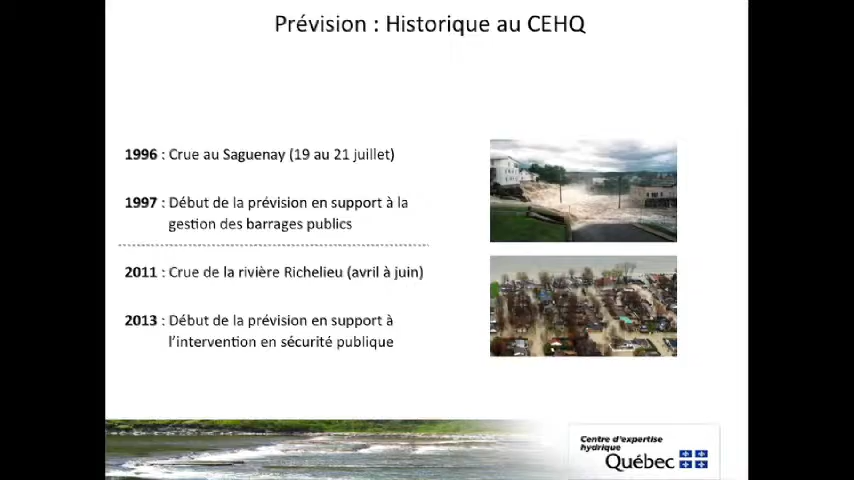 Prévision : Historique au CEHQ
1996 : Crue au Saguenay (19 au 21 juillet)
1997 : Début de la prévision en support à la
gestion des barrages publics
2011 : Crue de la rivière Richelieu (avril à juin)
2013 : Début de la prévision en support à
l'intervention en sécurité publique
Centre d'expertise
hydrique
Québec